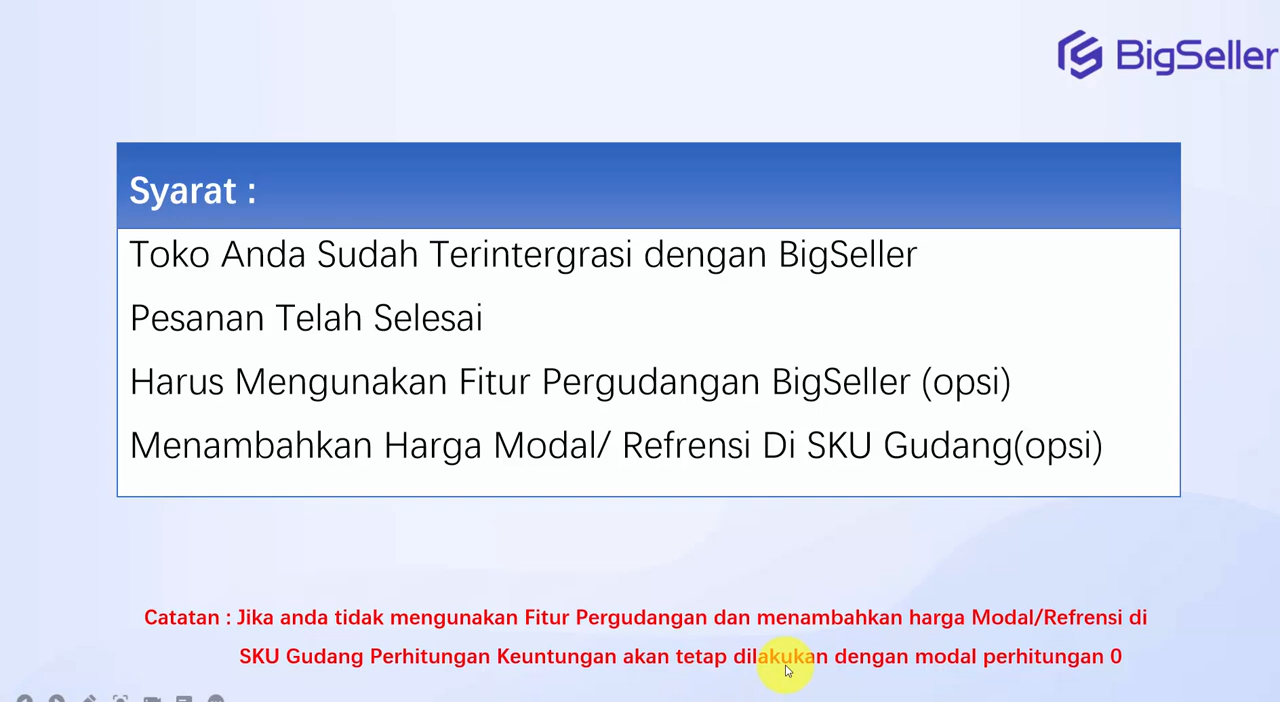 BigSeller
Syarat :
Toko Anda Sudah Terintergrasi dengan BigSeller
Pesanan Telah Selesai
Harus Mengunakan Fitur Pergudangan BigSeller (opsi)
Menambahkan Harga Modal/ Refrensi Di SKU Gudang(opsi)
Catatan : Jika anda tidak mengunakan Fitur Pergudangan dan menambahkan harga Modal/Refrensi di
SKU Gudang Perhitungan Keuntungan akan tetap dilakukan dengan modal perhitungan 0